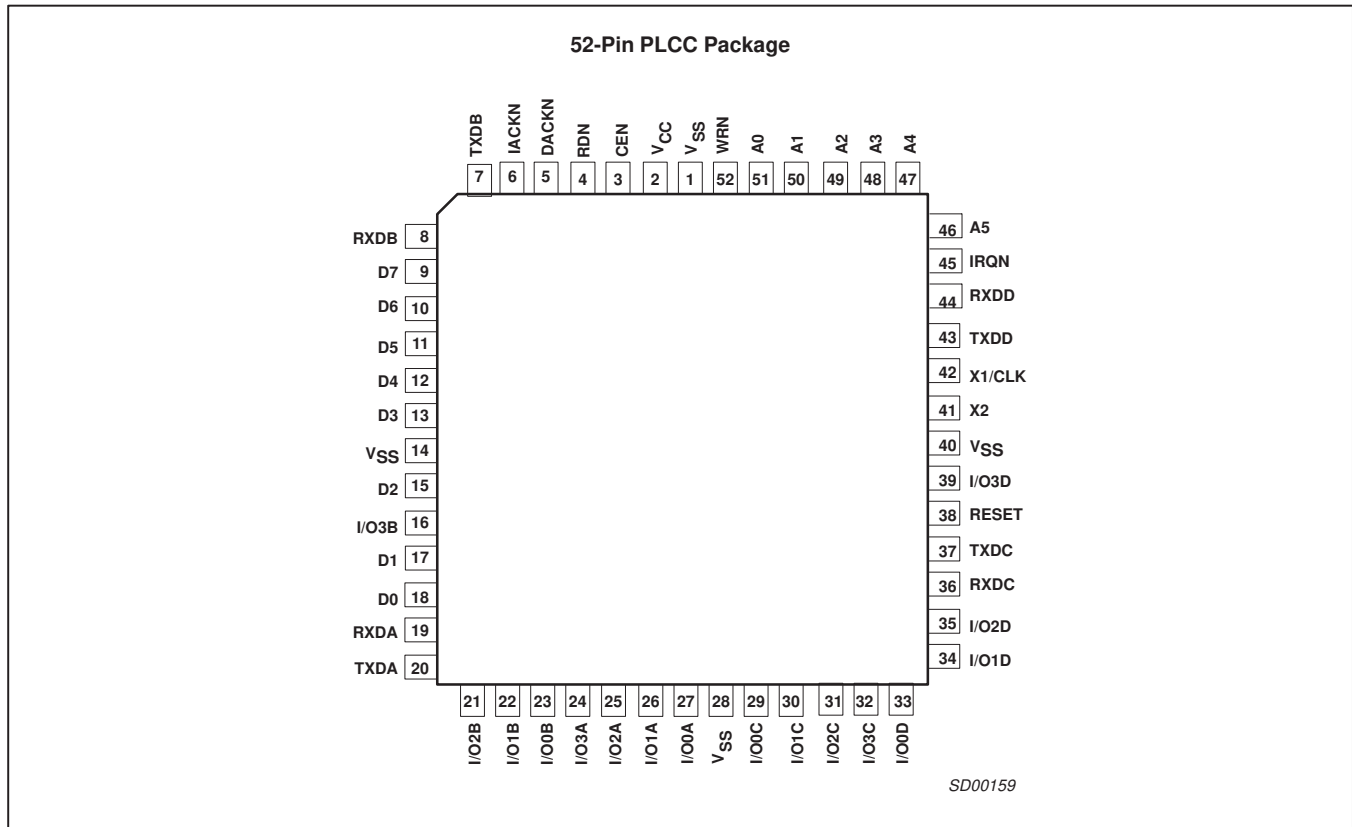 52-Pin PLCC Package
TXDB
IACKN
DACKN
RDN
CEN
VCC
VSS
WRN
A0
A1
A2
A3
A4
7 6 5 4 3 2 1 52 51 50 49 48 47
RXDB 8
D7 9
D6 10
D5 11
D4 12
D3 13
VSS 14
D2 15
I/O3B 16
D1 17
D0 18
RXDA 19
TXDA 20
46 A5
45 IRQN
44 RXDD
43 TXDD
42 X1/CLK
41 X2
40 VSS
39 I/O3D
38 RESET
37 TXDC
36 RXDC
35 I/O2D
34 I/O1D
21 22 23 24 25 26 27 28 29 30 31 32 33
I/O2B
I/O1B
I/O0B
I/O3A
I/O2A
I/O1A
I/O0A
VSS
I/O0C
I/O1C
I/O2C
I/O3C
I/O0D
SD00159